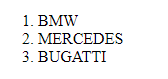 1. BMW
2. MERCEDES
3. BUGATTI